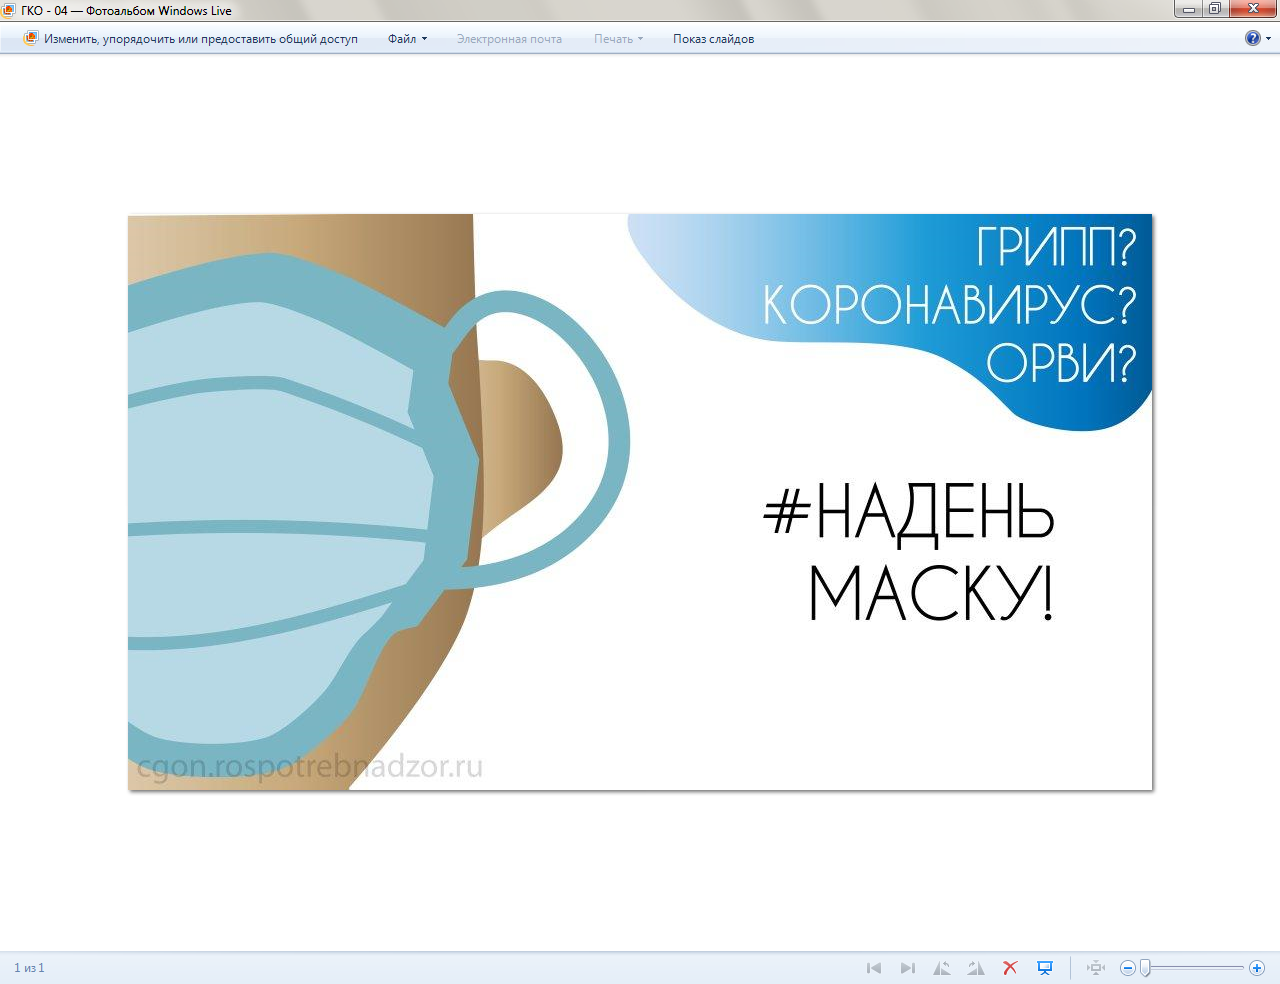 ГКО - 04 — Фотоальбом Windows Live
Изменить, упорядочить или предоставить общий доступ Файл Электронная почта Печать Показ слайдов
ГРИПП?
КОРОНАВИРУС?
ОРВИ?
#НАДЕНЬ
МАСКУ!
cgon.rospotrebnadzor.ru
1 из 1